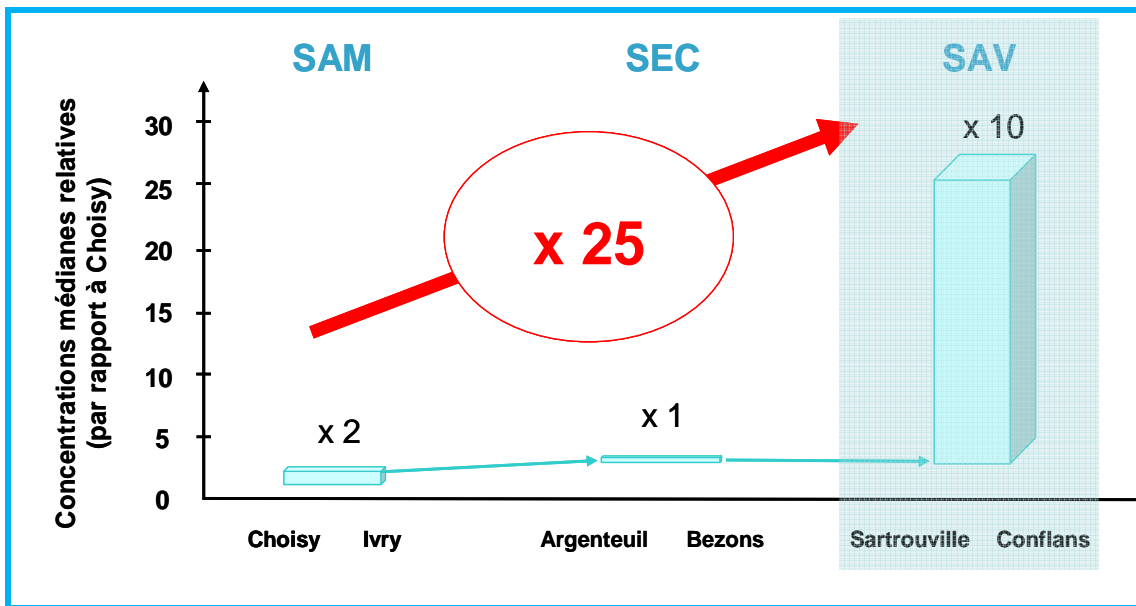 SAM
SEC
SAV
Concentrations médianes relatives
(par rapport à Choisy)
30
25
20
15
10
5
0
x 25
x 2
x 1
x 10
Choisy Ivry
Argenteuil Bezons
Sartrouville Conflans